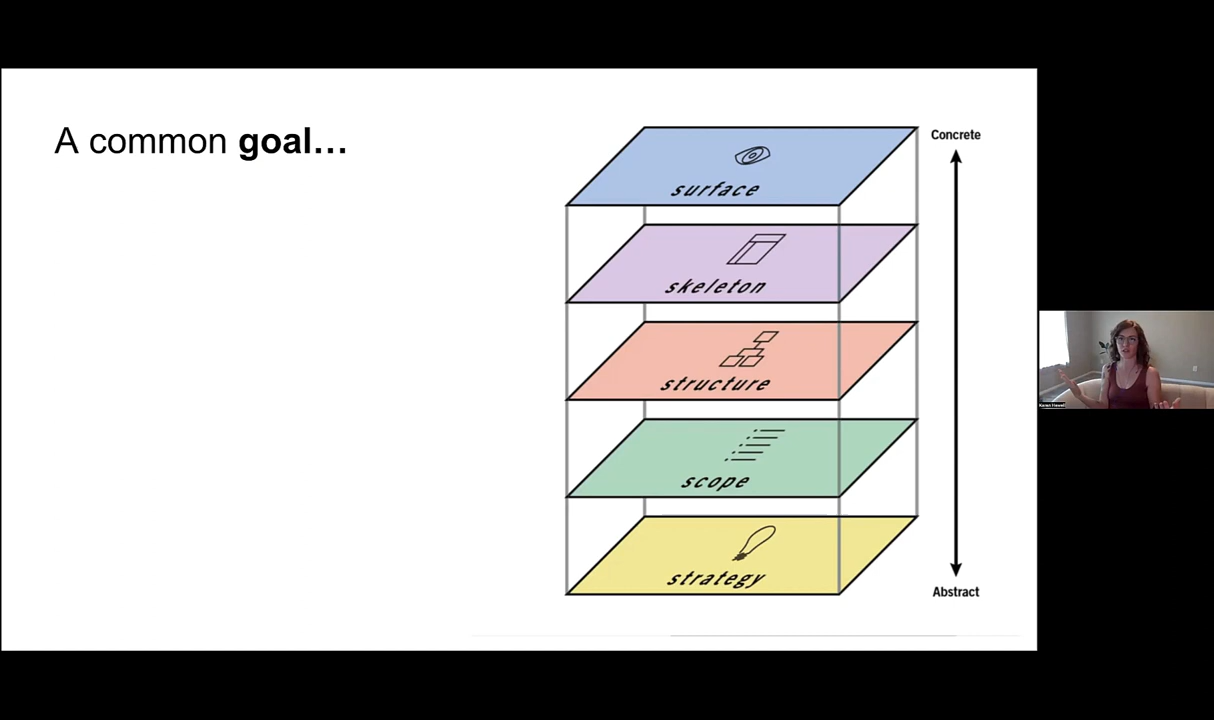 A common goal...
Concrete
surface
skeleton
structure
scope
strategy
Abstract